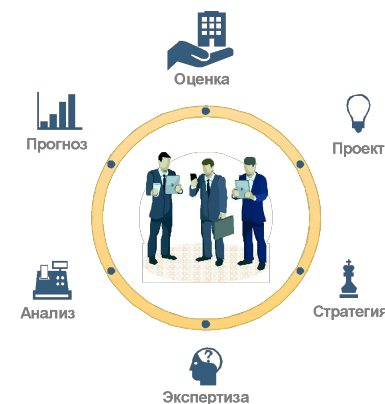 Оценка
Прогноз
Проект
Анализ
Стратегия
?
Экспертиза